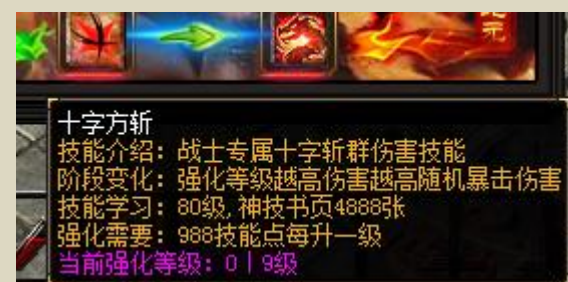 元
十字方斩
技能介绍：战士专属十字斩群伤害技能
阶段变化：强化等级越高伤害越高随机暴击伤害
技能学习：80级,神技书页4888张
强化需要：988技能点每升一级
当前强化等级：0 | 9级